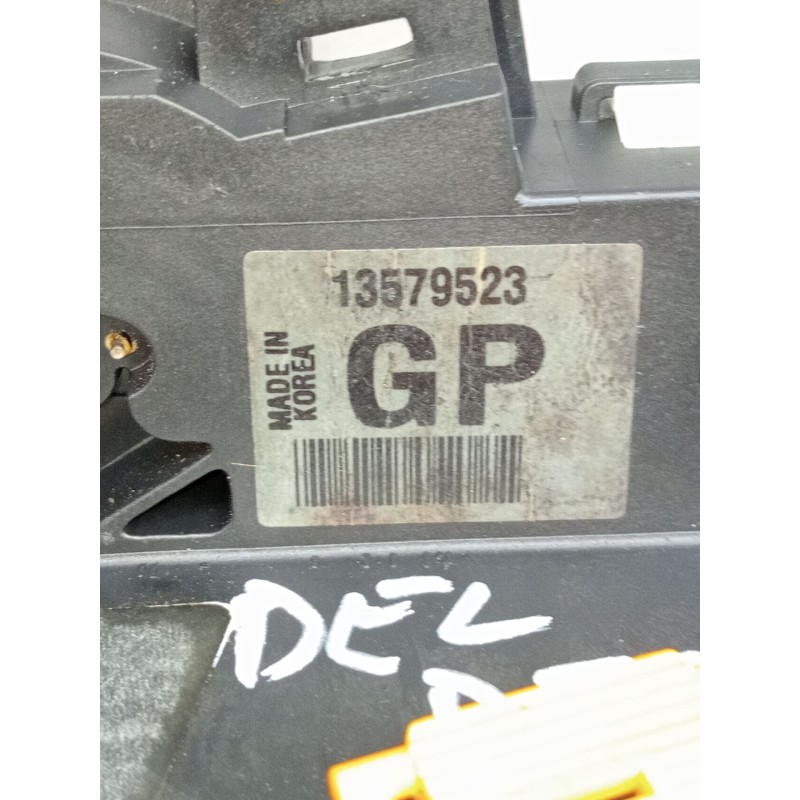 13579523
MADE IN
KOREA
GP
DEL